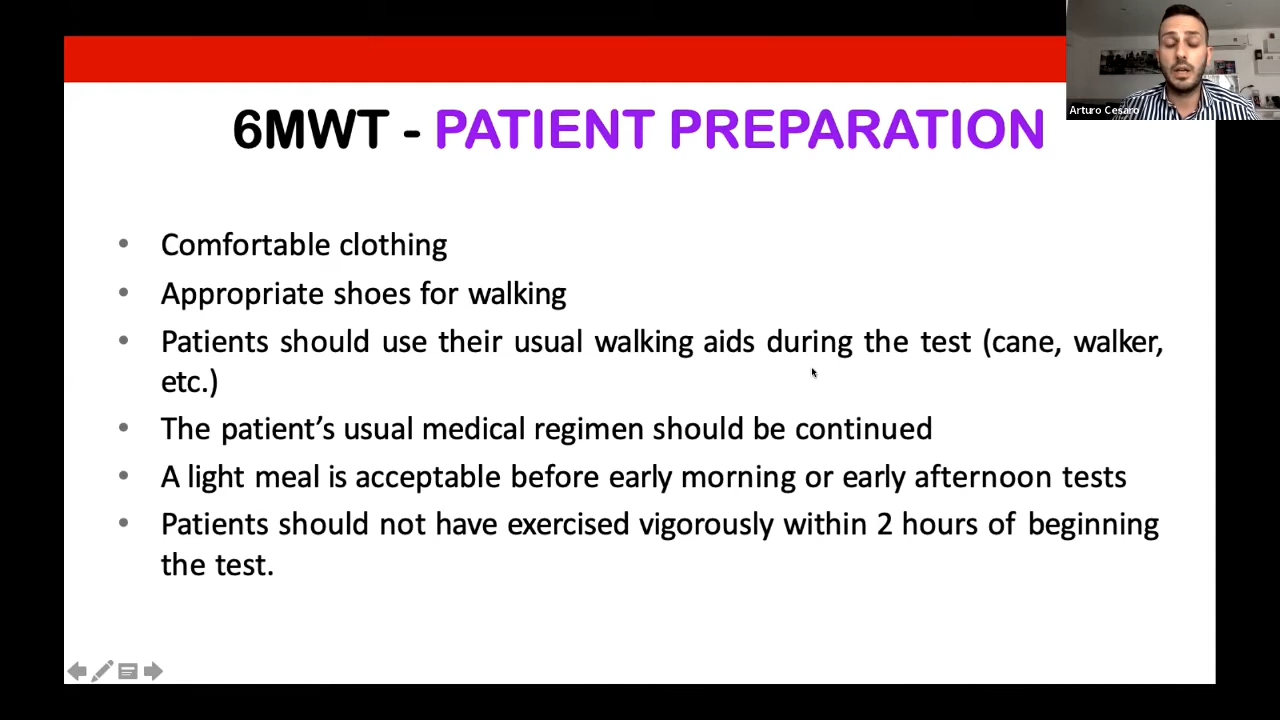 Arturo Cesaro
6MWT - PATIENT PREPARATION
• Comfortable clothing
• Appropriate shoes for walking
• Patients should use their usual walking aids during the test (cane, walker,
etc.)
• The patient’s usual medical regimen should be continued
• A light meal is acceptable before early morning or early afternoon tests
• Patients should not have exercised vigorously within 2 hours of beginning
the test.